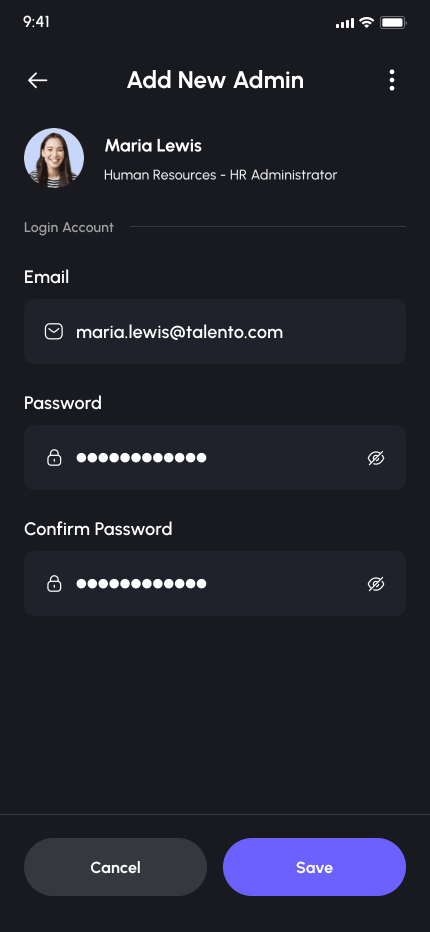 9:41
Add New Admin
Maria Lewis
Human Resources - HR Administrator
Login Account
Email
maria.lewis@talento.com
Password
●●●●●●●●●●●●
Confirm Password
●●●●●●●●●●●●
Cancel
Save